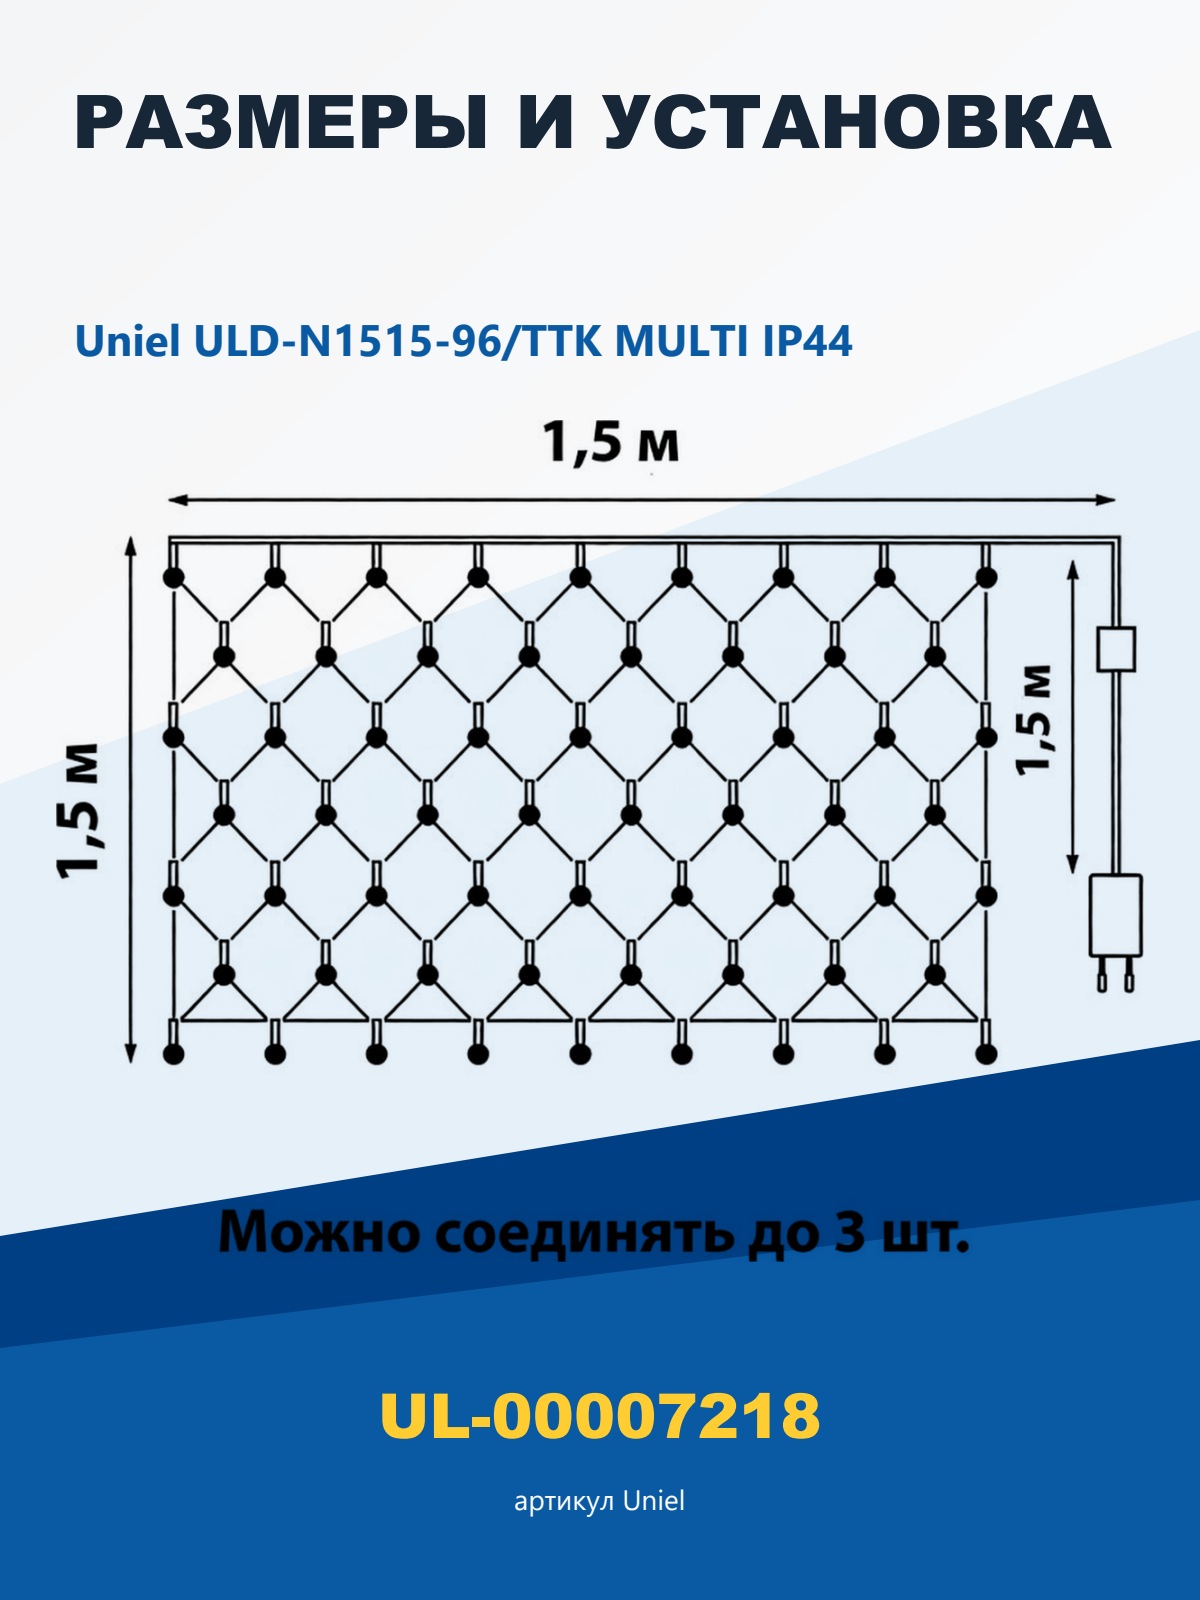 РАЗМЕРЫ И УСТАНОВКА
Uniel ULD-N1515-96/TTK MULTI IP44
1,5 м
1,5 м
1,5 м
Можно соединять до 3 шт.
UL-00007218
артикул Uniel